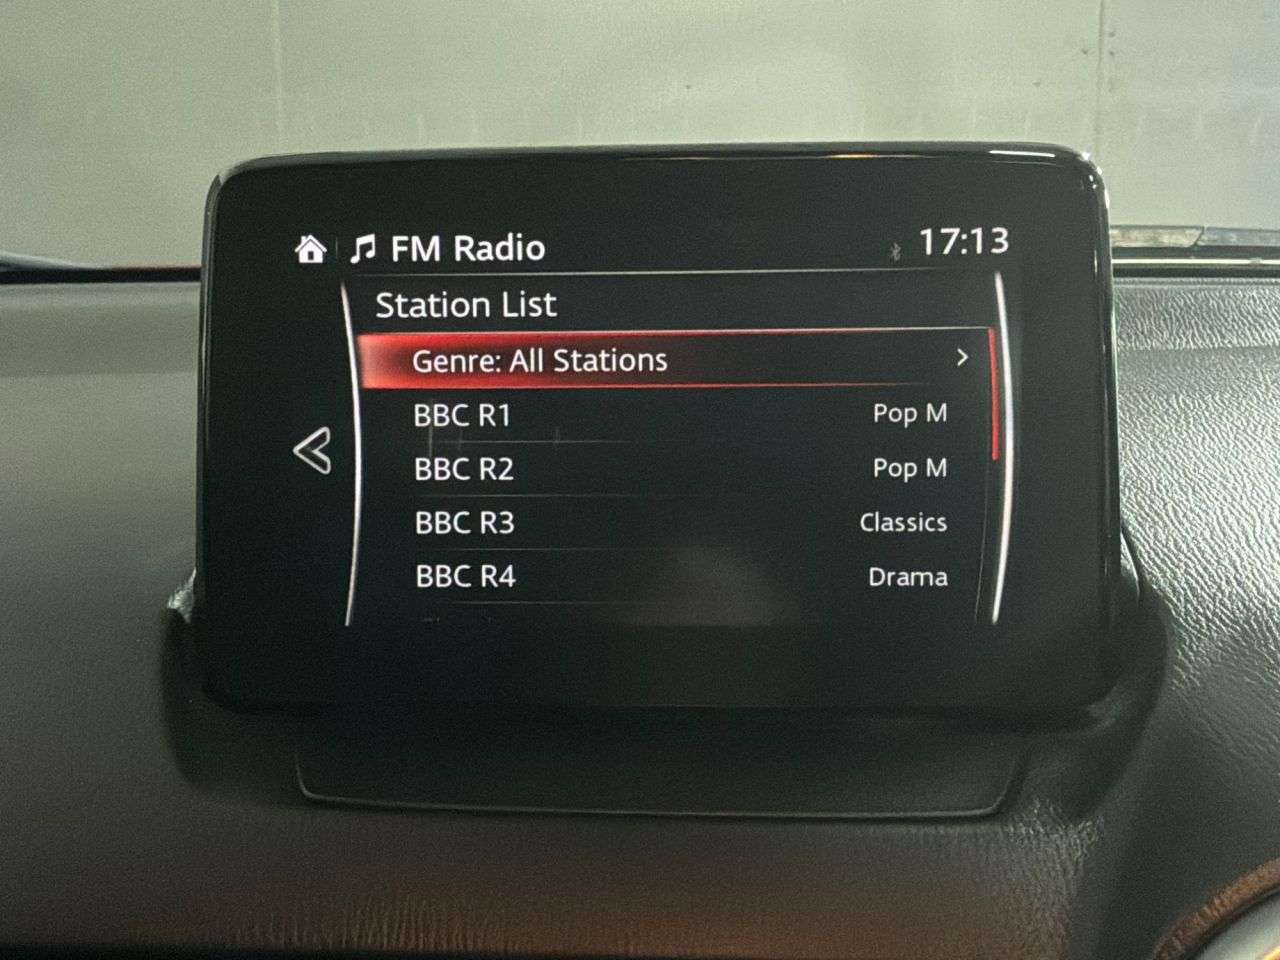 FM Radio 17:13
Station List
Genre: All Stations
BBC R1 Pop M
BBC R2 Pop M
BBC R3 Classics
BBC R4 Drama